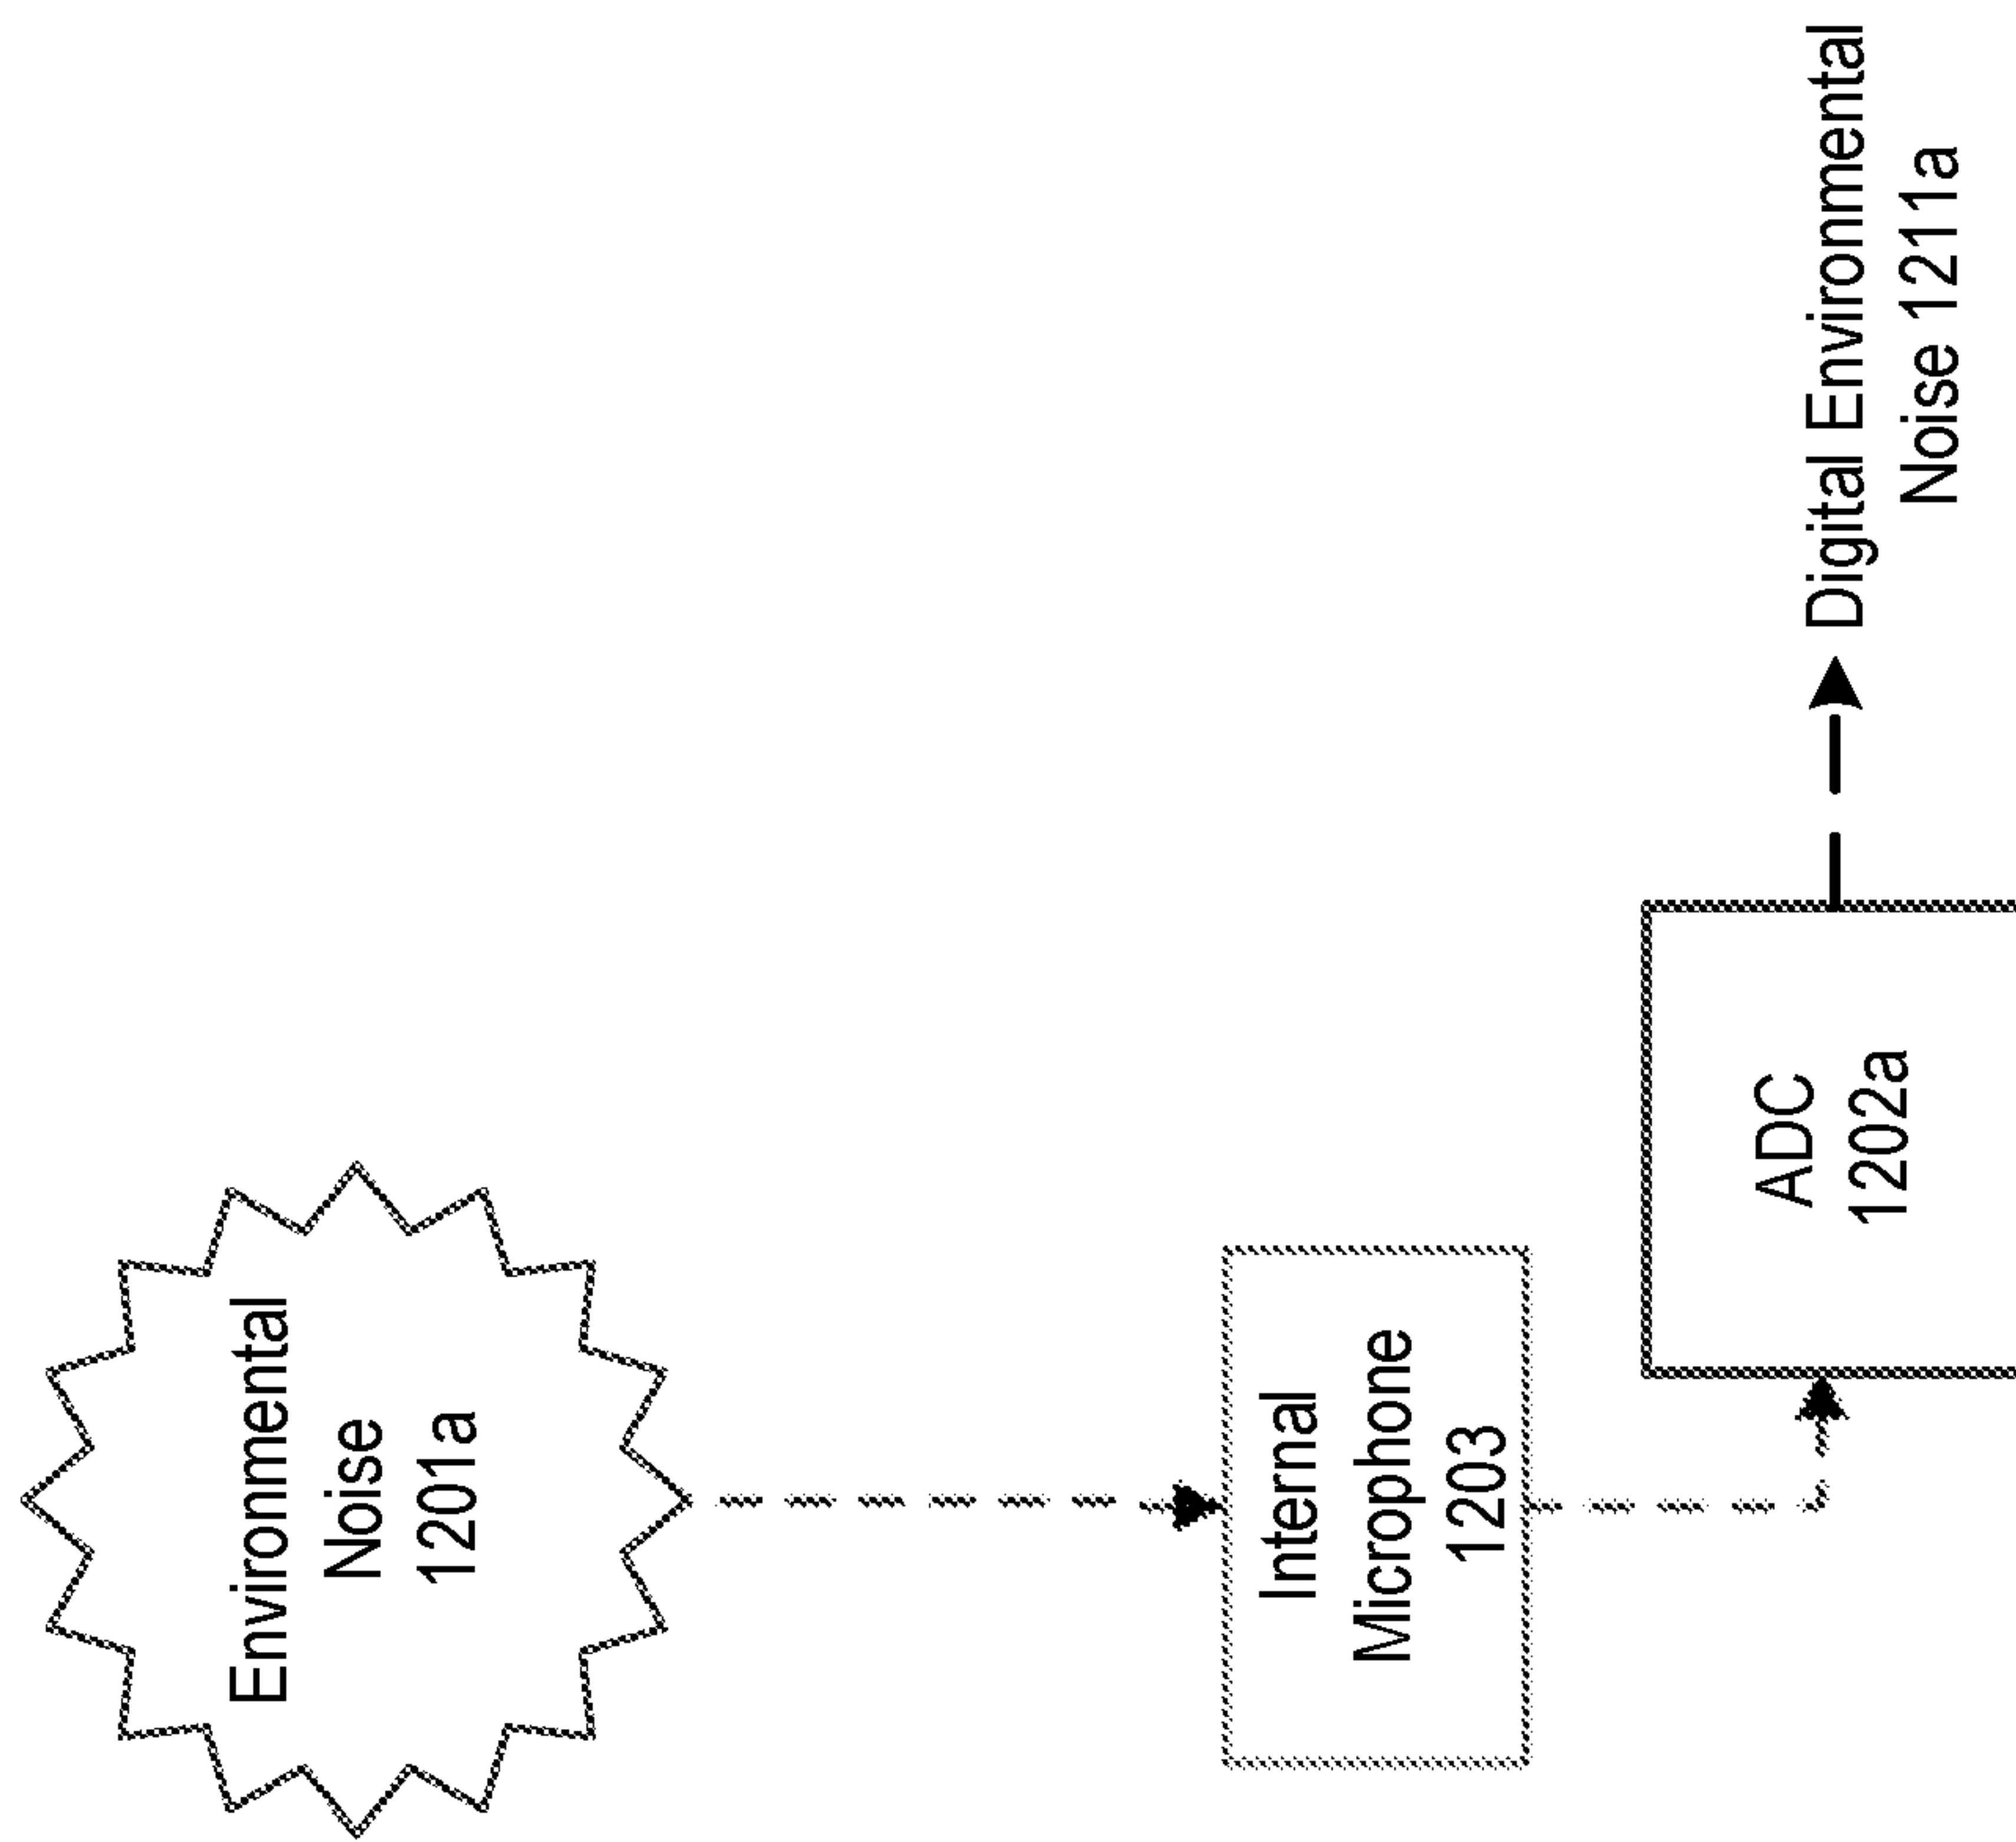 Environmental
Noise
1201a
Internal
Microphone
1203
ADC
1202a
Digital Environmental
Noise 1211a